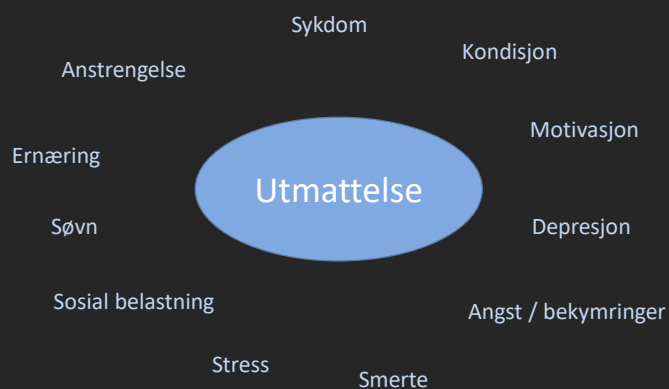 Sykdom
Kondisjon
Anstrengelse
Motivasjon
Ernæring
Utmattelse
Søvn
Depresjon
Sosial belastning
Angst / bekymringer
Stress
Smerte